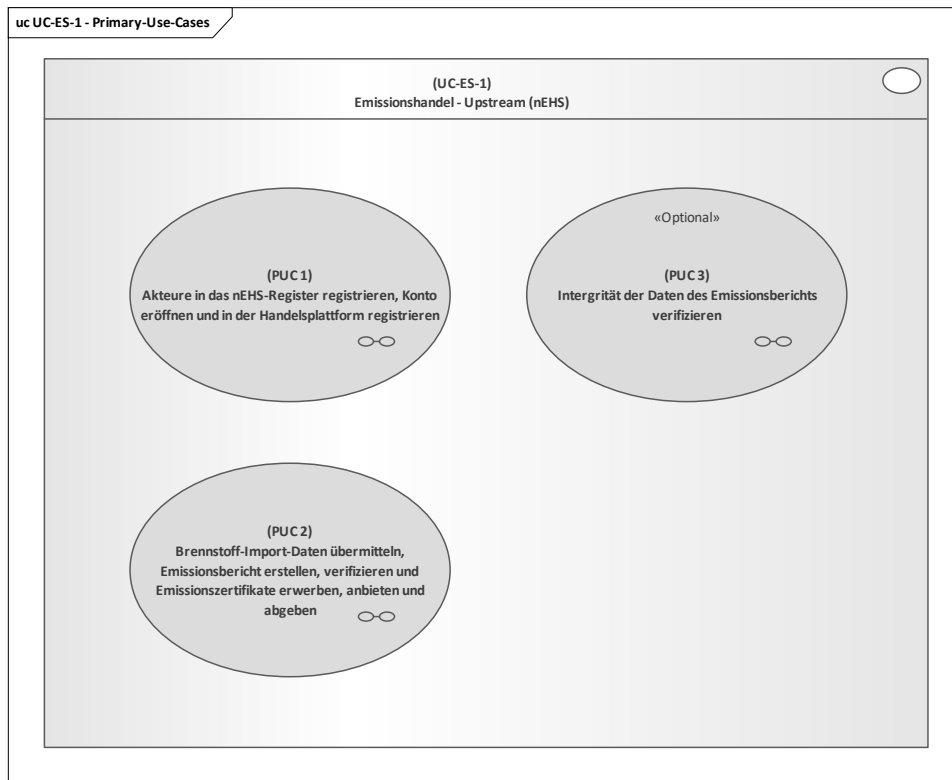 uc UC-ES-1 - Primary-Use-Cases
(UC-ES-1)
Emissionshandel - Upstream (nEHS)
(PUC 1)
Akteure in das nEHS-Register registrieren, Konto
eröffnen und in der Handelsplattform registrieren
«Optional»
(PUC 3)
Intergrität der Daten des Emissionsberichts
verifizieren
(PUC 2)
Brennstoff-Import-Daten übermitteln,
Emissionsbericht erstellen, verifizieren und
Emissionszertifikate erwerben, anbieten und
abgeben